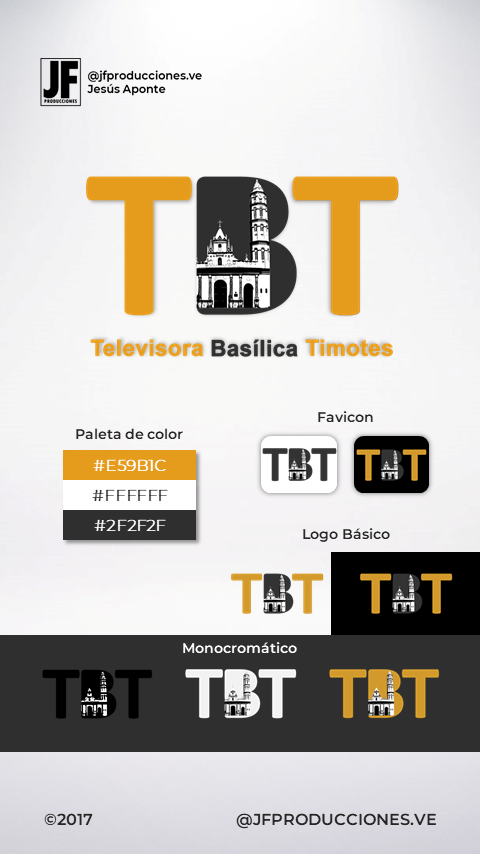 JF
PRODUCCIONES
@jfproducciones.ve
Jesús Aponte
TBT
Televisora Basílica Timotes
Paleta de color
#E59B1C
#FFFFFF
#2F2F2F
Favicon
TBT TBT
Logo Básico
TBT TBT
Monocromático
TBT TBT TBT
©2017 @JFPRODUCCIONES.VE